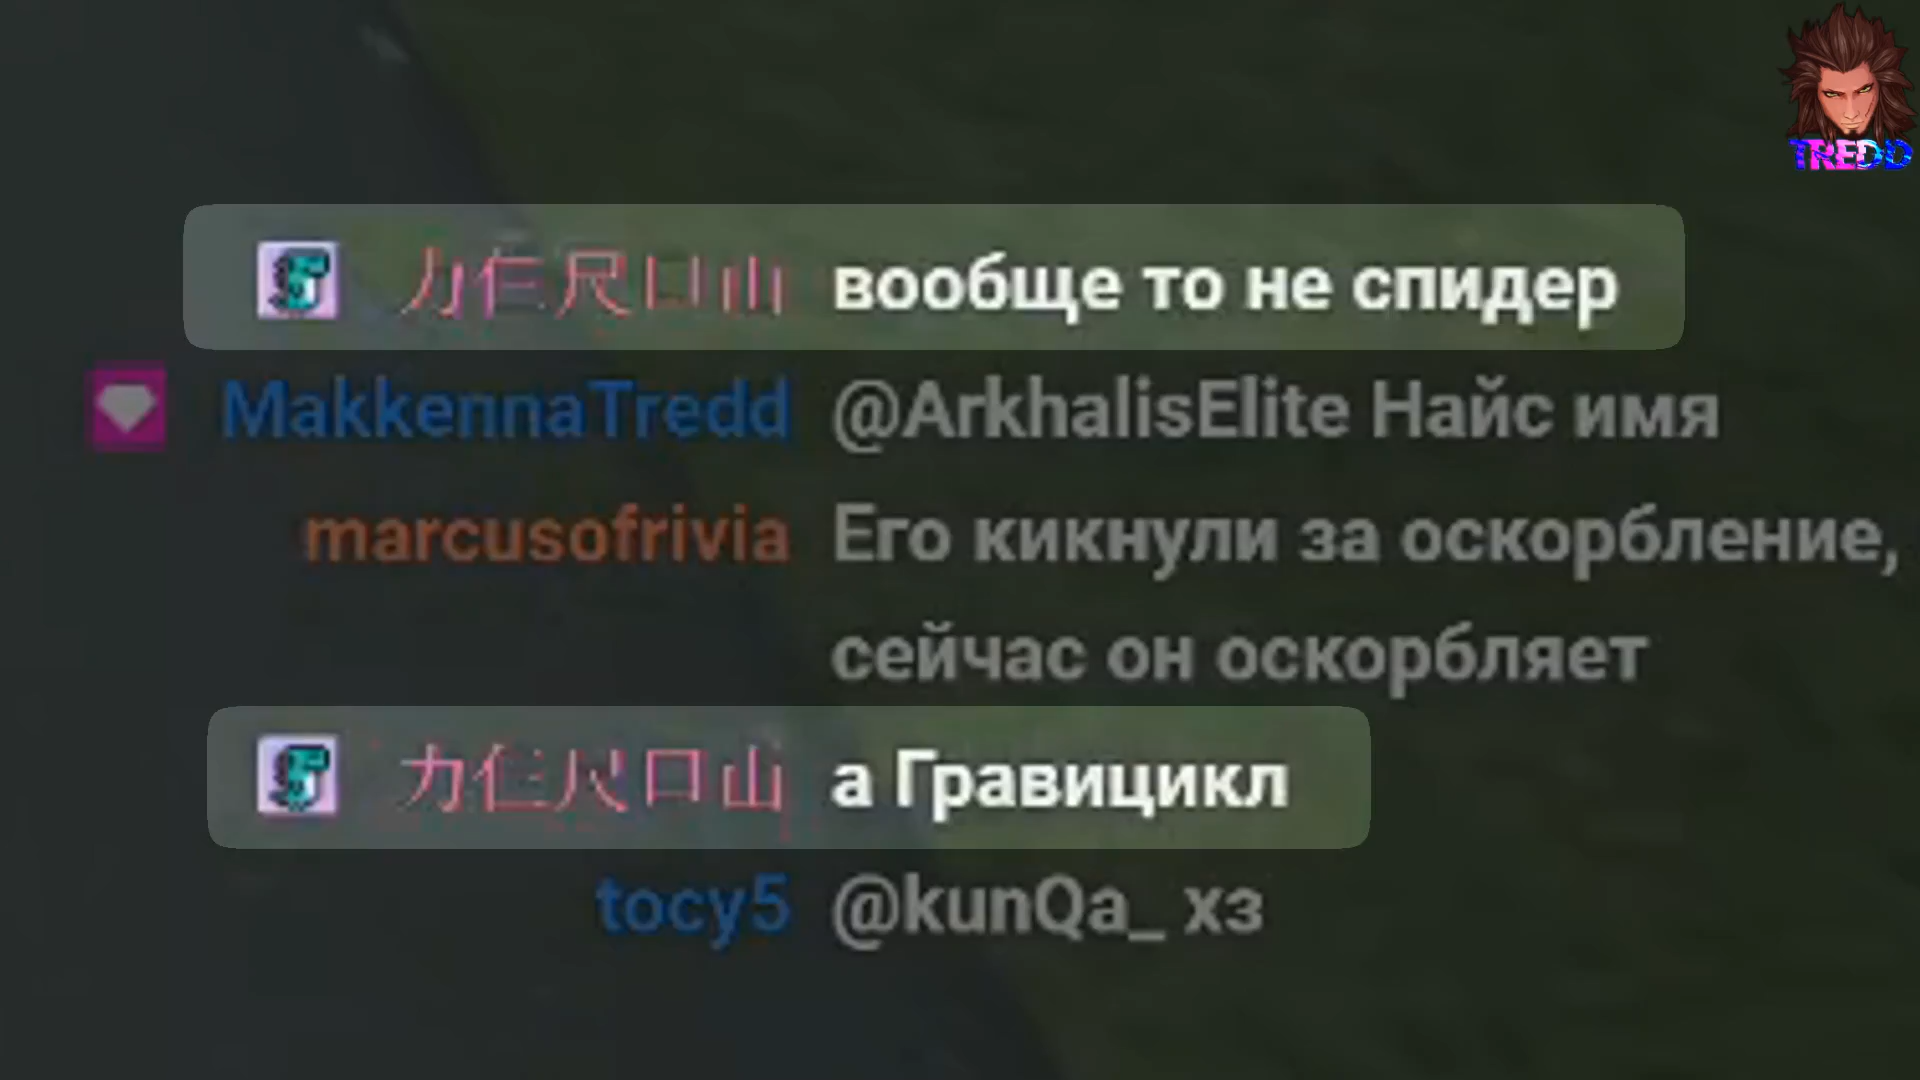 TREDD
力仨尺口山 вообще то не спидер
MakkennaTredd @ArkhalisElite Найс имя
marcusofrivia Его кикнули за оскорбление,
сейчас он оскорбляет
力仨尺口山 а Гравицикл
tocy5 @kunQa_ хз